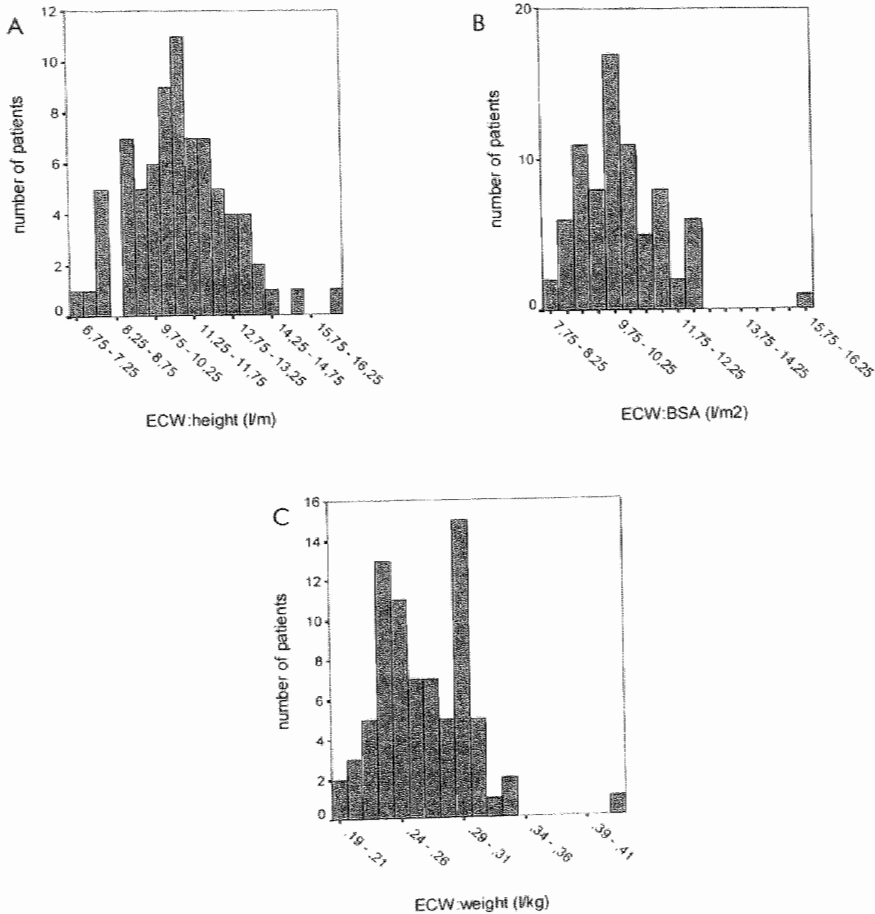 A
number of patients
12
10
8
6
4
2
0
6,75 - 7,25
8,25 - 8,75
9,75 - 10,25
11,25 - 11,75
12,75 - 13,25
14,25 - 14,75
15,75 - 16,25
ECW:height (l/m)
B
number of patients
20
10
0
7,75 - 8,25
9,75 - 10,25
11,75 - 12,25
13,75 - 14,25
15,75 - 16,25
ECW:BSA (l/m2)
C
number of patients
16
14
12
10
8
6
4
2
0
,19 - ,21
,24 - ,26
,29 - ,31
,34 - ,36
,39 - ,41
ECW:weight (l/kg)